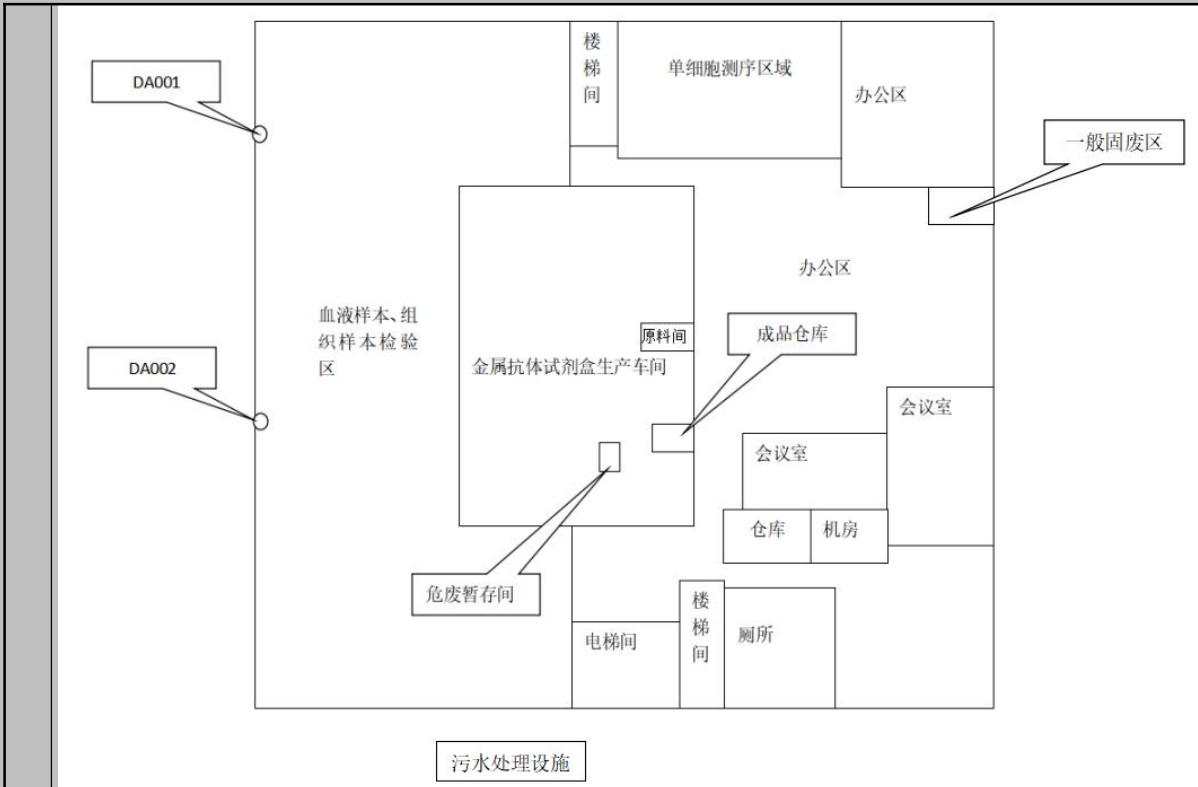 楼梯间
单细胞测序区域
办公区
DA001
一般固废区
办公区
血液样本、组
织样本检验
区
原料间
成品仓库
DA002
金属抗体试剂盒生产车间
会议室
会议室
仓库
机房
危废暂存间
楼梯间
厕所
电梯间
污水处理设施